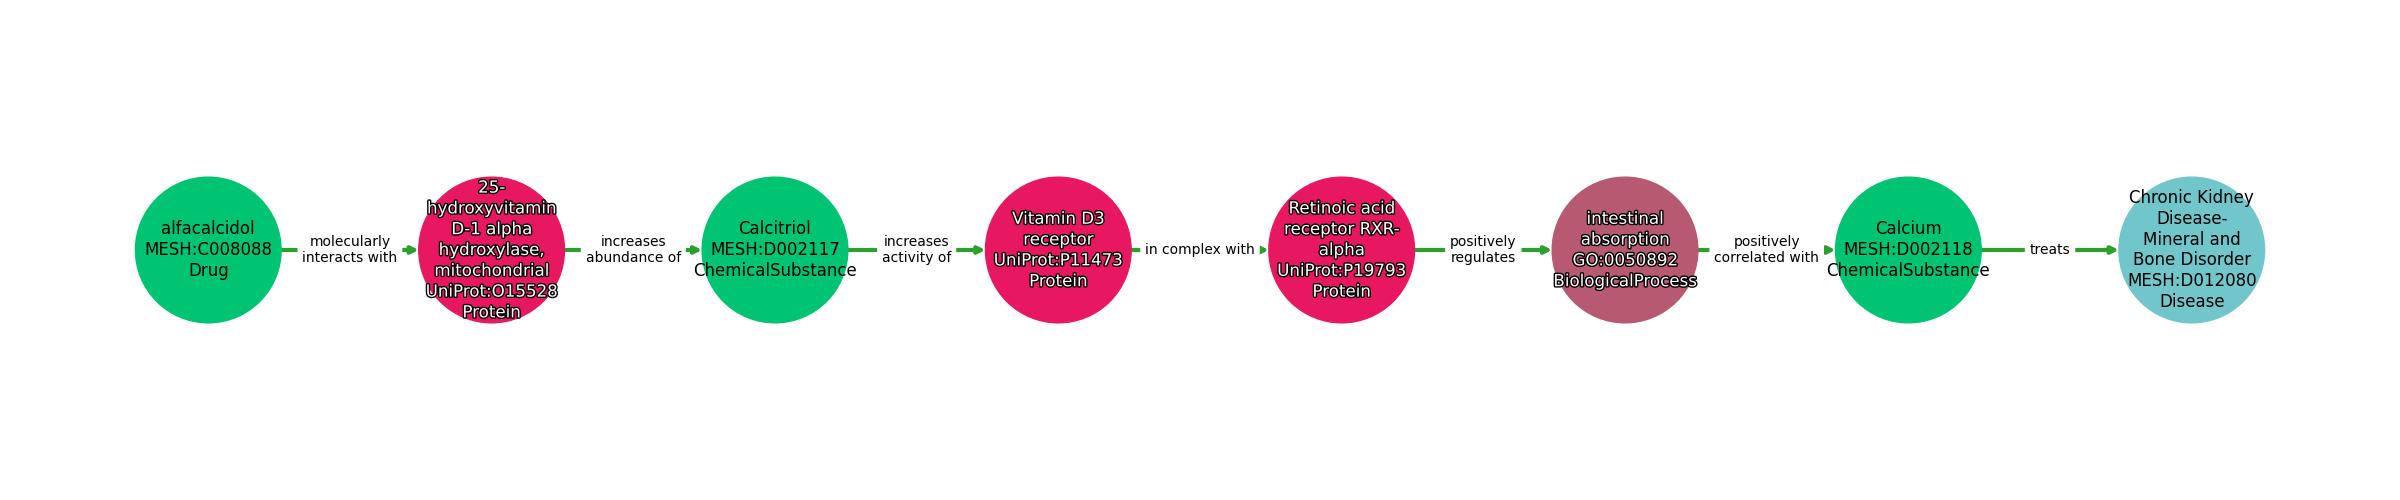 alfacalcidol
MESH:C008088
Drug
molecularly
interacts with
25-
hydroxyvitamin
D-1 alpha
hydroxylase,
mitochondrial
UniProt:O15528
Protein
increases
abundance of
Calcitriol
MESH:D002117
ChemicalSubstance
increases
activity of
Vitamin D3
receptor
UniProt:P11473
Protein
in complex with
Retinoic acid
receptor RXR-
alpha
UniProt:P19793
Protein
positively
regulates
intestinal
absorption
GO:0050892
BiologicalProcess
positively
correlated with
Calcium
MESH:D002118
ChemicalSubstance
treats
Chronic Kidney
Disease-
Mineral and
Bone Disorder
MESH:D012080
Disease